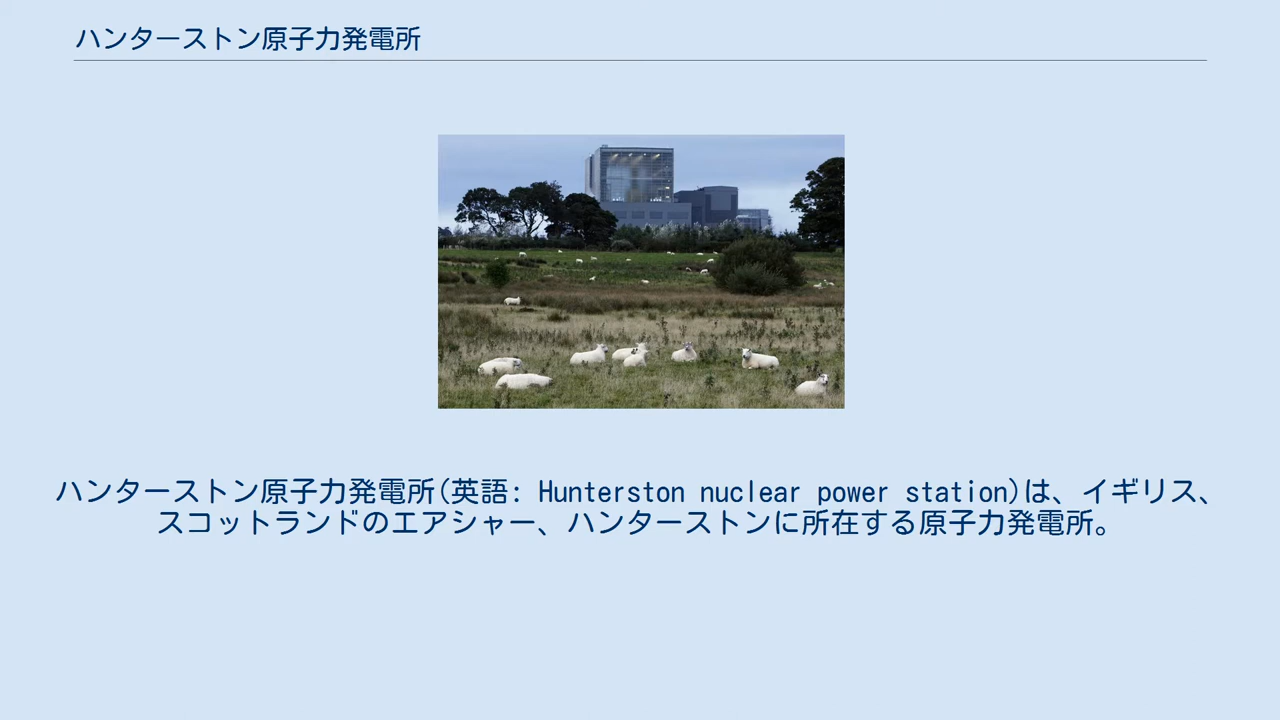 ハンターストン原子力発電所
ハンターストン原子力発電所(英語: Hunterston nuclear power station)は、イギリス、
スコットランドのエアシャー、ハンターストンに所在する原子力発電所。